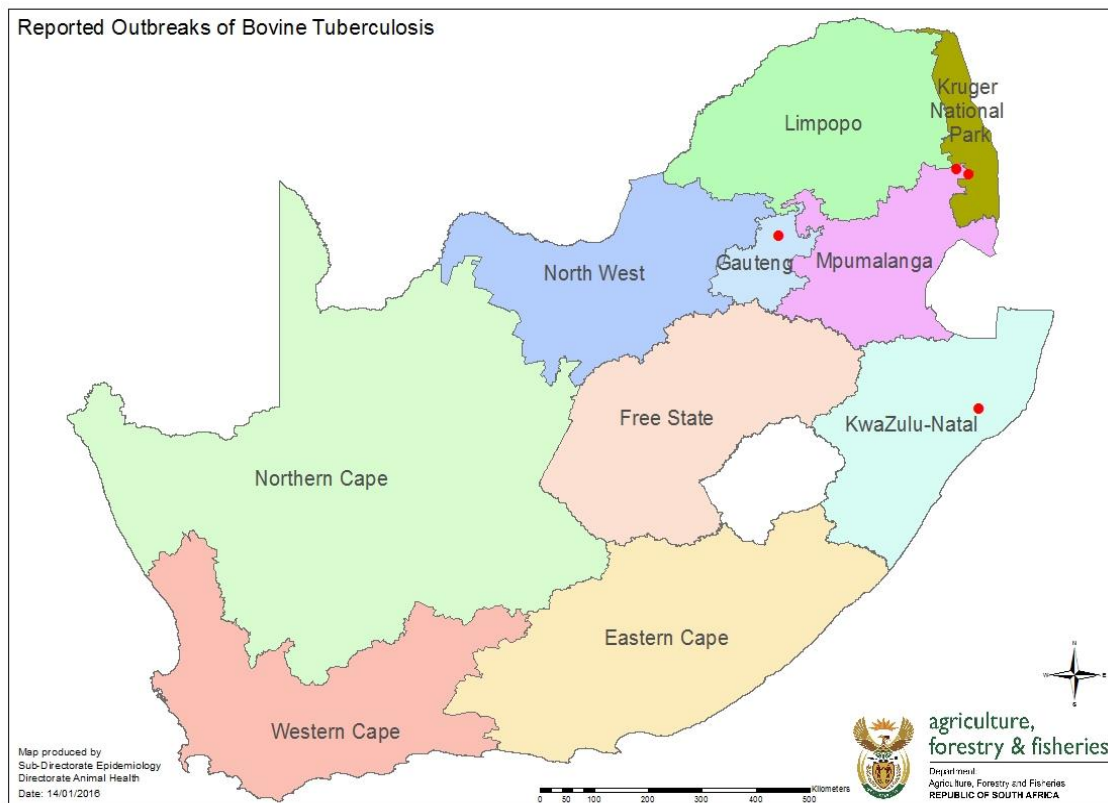 Reported Outbreaks of Bovine Tuberculosis
Kruger
National
Park
Limpopo
North West
Gauteng
Mpumalanga
Free State
KwaZulu-Natal
Northern Cape
Eastern Cape
Western Cape
N
W
E
S
Map produced by
Sub-Directorate Epidemiology
Directorate Animal Health
Date: 14/01/2016
Kilometers
0 50 100 200 300 400 500
agriculture,
forestry & fisheries
Department:
Agriculture, Forestry and Fisheries
REPUBLIC OF SOUTH AFRICA